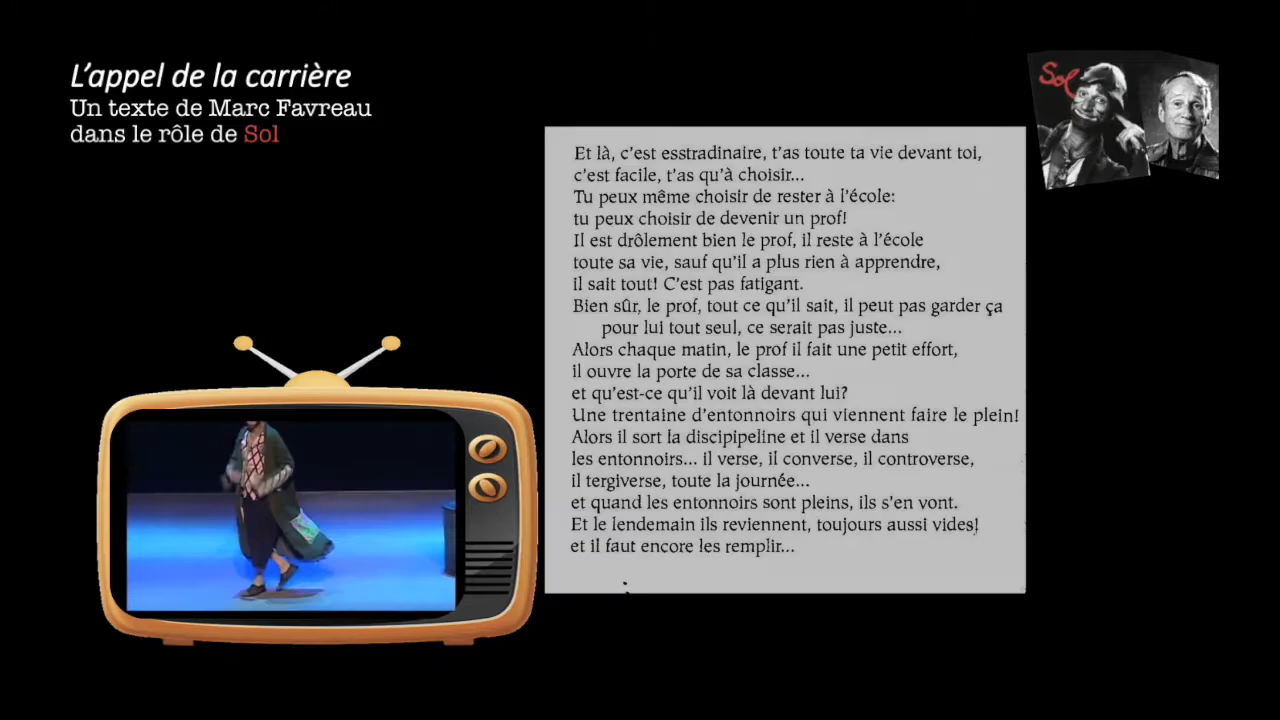 L'appel de la carrière
Un texte de Marc Favreau
dans le rôle de Sol
Sol
Et là, c'est esstradinaire, t'as toute ta vie devant toi,
c'est facile, t'as qu'à choisir...
Tu peux même choisir de rester à l'école:
tu peux choisir de devenir un prof!
Il est drôlement bien le prof, il reste à l'école
toute sa vie, sauf qu'il a plus rien à apprendre,
il sait tout! C'est pas fatigant.
Bien sûr, le prof, tout ce qu'il sait, il peut pas garder ça
pour lui tout seul, ce serait pas juste...
Alors chaque matin, le prof il fait une petit effort,
il ouvre la porte de sa classe...
et qu'est-ce qu'il voit là devant lui?
Une trentaine d'entonnoirs qui viennent faire le plein!
Alors il sort la discipipeline et il verse dans
les entonnoirs... il verse, il converse, il controverse,
il tergiverse, toute la journée...
et quand les entonnoirs sont pleins, ils s'en vont.
Et le lendemain ils reviennent, toujours aussi vides!
et il faut encore les remplir...